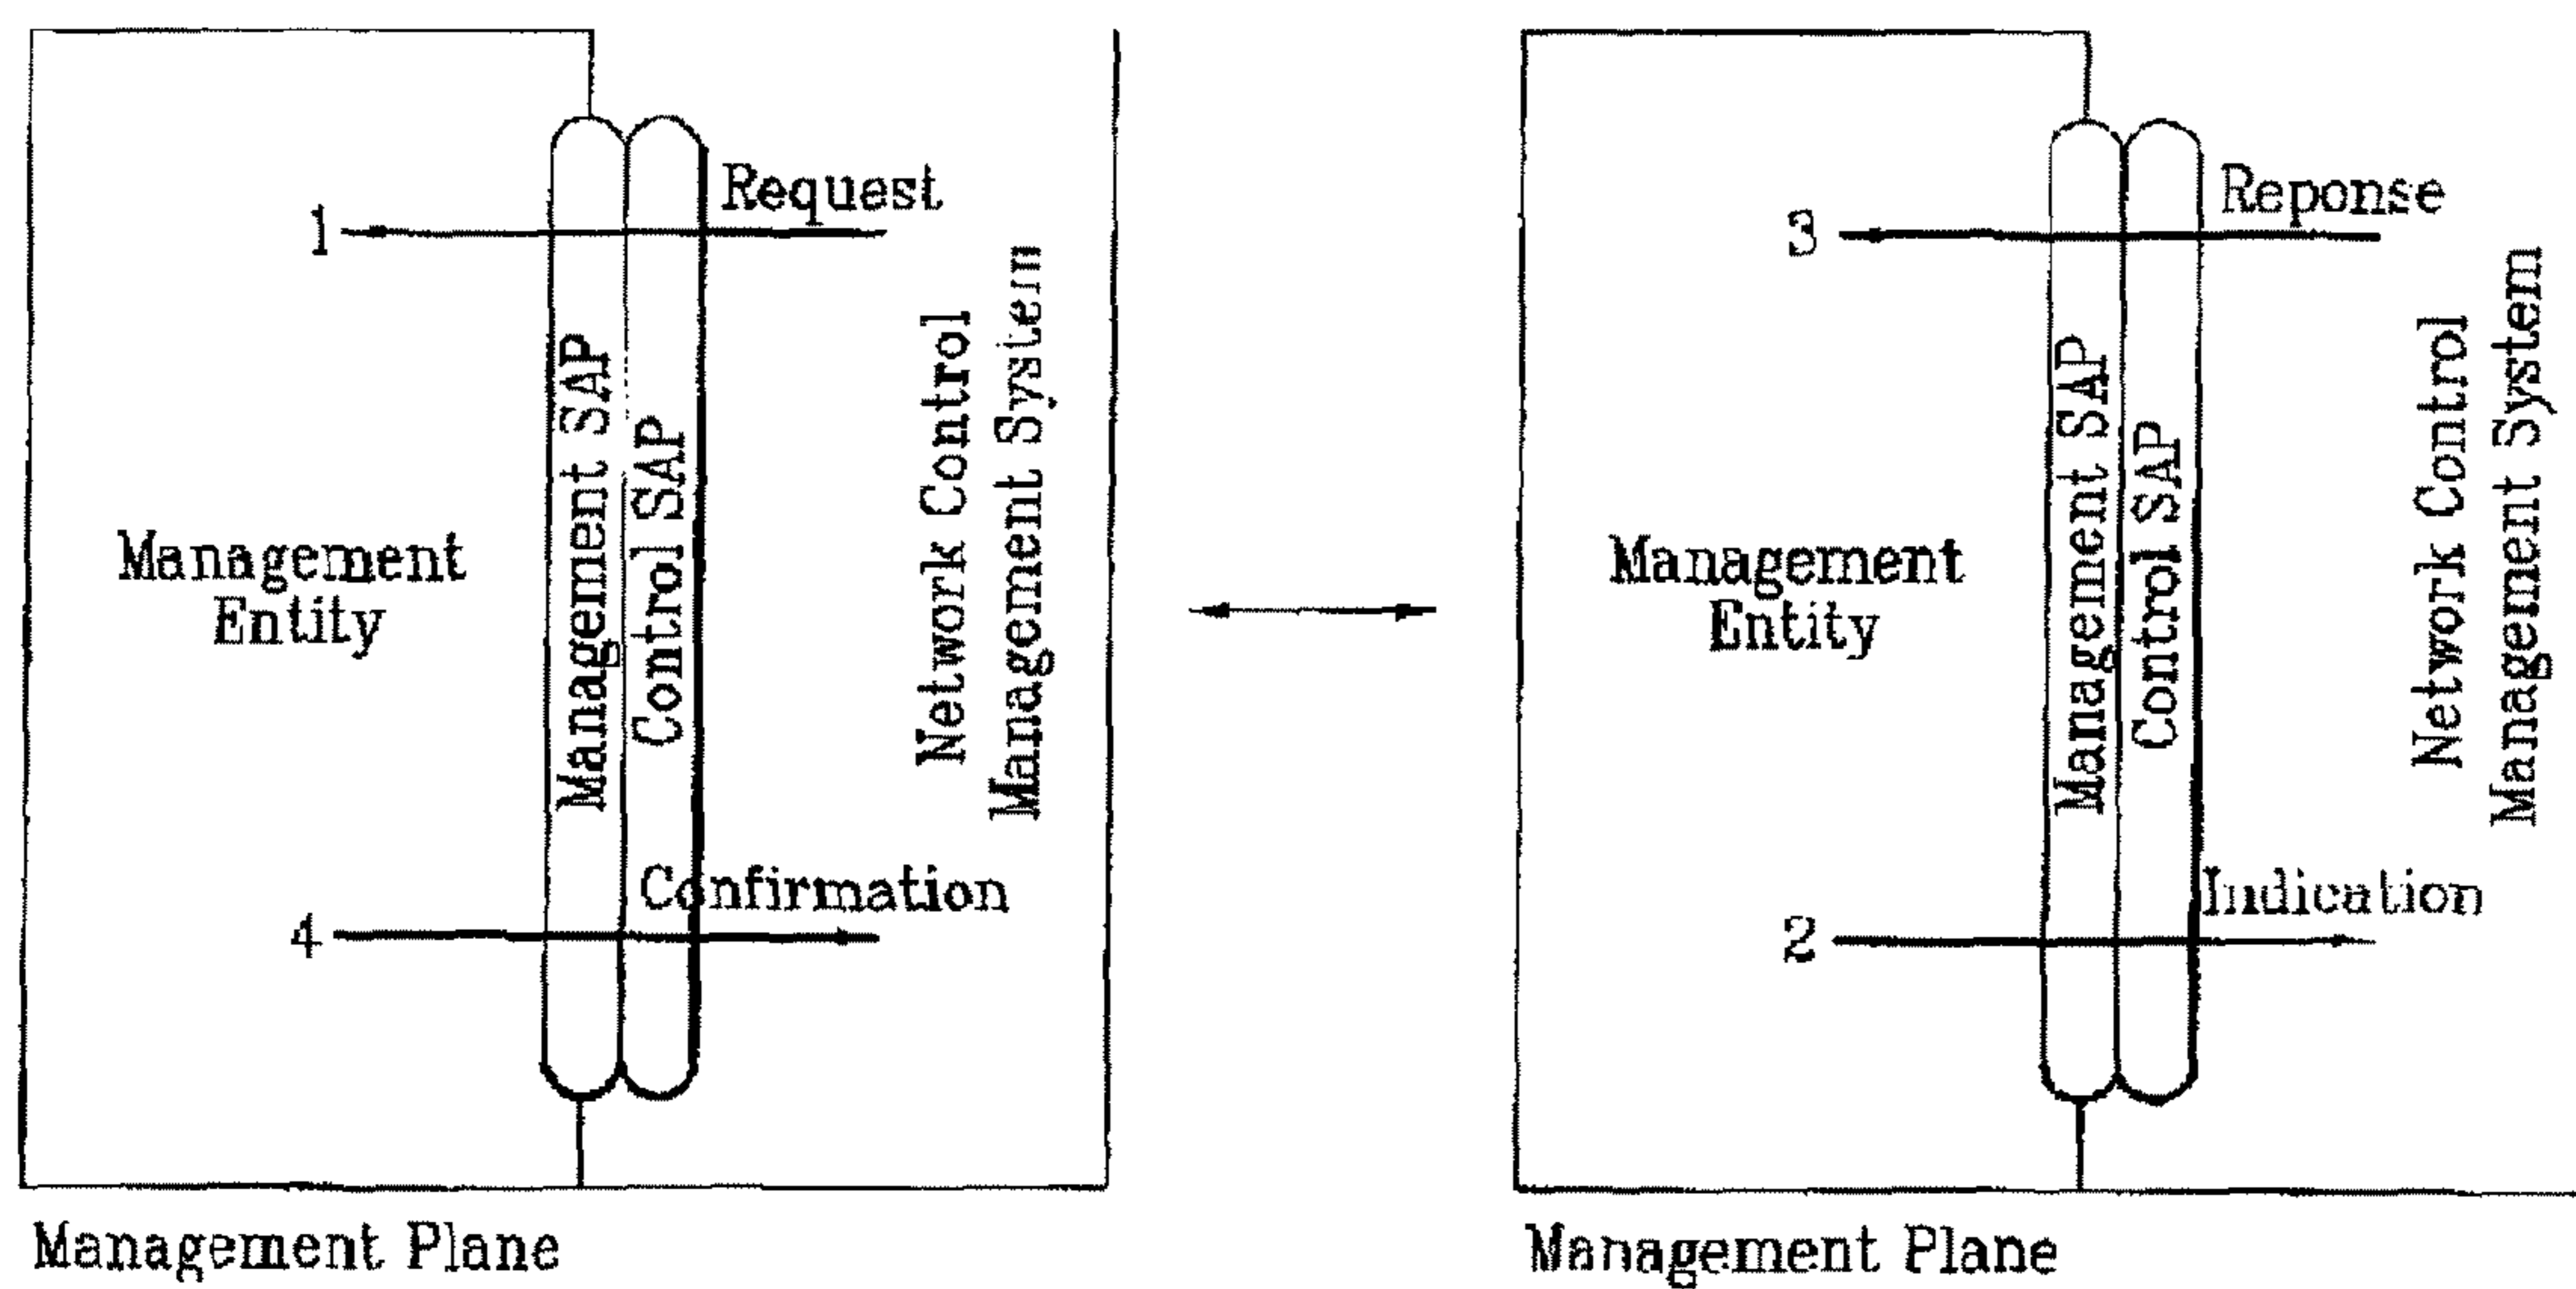 Request
1
Management SAP
Control SAP
Network Control
Management System
Management
Entity
Confirmation
4
Management Plane
Reponse
3
Management SAP
Control SAP
Network Control
Management System
Management
Entity
Indication
2
Management Plane